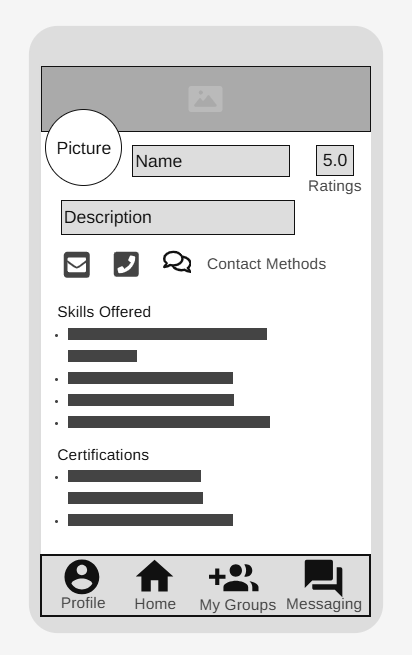 Picture
Name
5.0
Ratings
Description
Contact Methods
Skills Offered
Certifications
Profile
Home
My Groups
Messaging